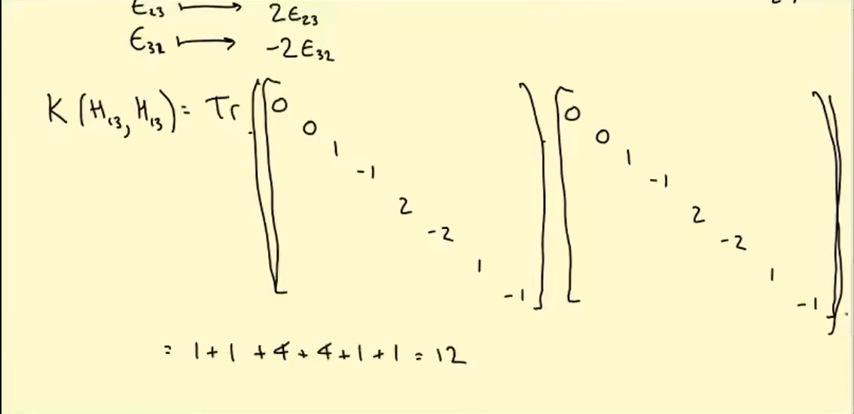 E₂₃ ⟼ 2E₂₃
E₃₂ ⟼ -2E₃₂
K(H₁₃, H₁₃) = Tr [ [ 0 0 1 -1 2 -2 1 -1 ] [ 0 0 1 -1 2 -2 1 -1 ] ]
= 1+1+4+4+1+1 = 12